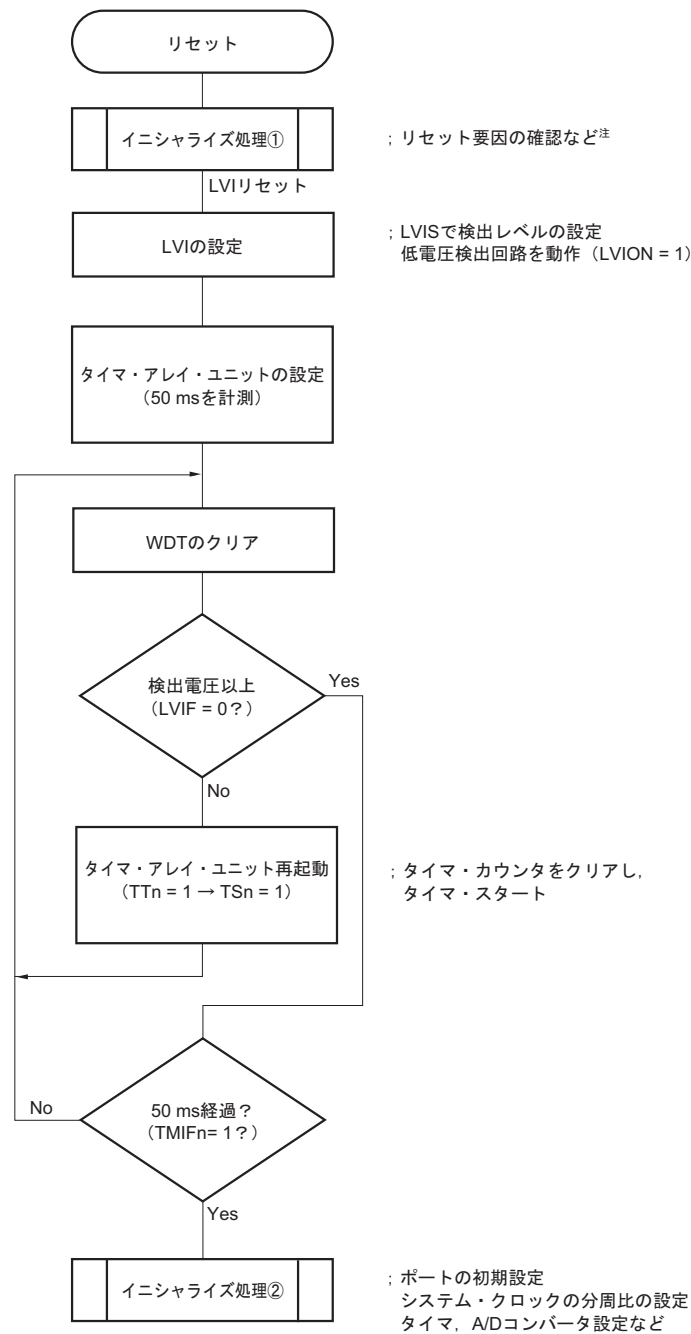 リセット
イニシャライズ処理①
；リセット要因の確認など注
LVIリセット
LVIの設定
；LVISで検出レベルの設定
低電圧検出回路を動作（LVION = 1）
タイマ・アレイ・ユニットの設定
（50 msを計測）
WDTのクリア
検出電圧以上
（LVIF = 0？）
Yes
No
タイマ・アレイ・ユニット再起動
（TTn = 1 → TSn = 1）
；タイマ・カウンタをクリアし，
タイマ・スタート
No
50 ms経過？
（TMIFn= 1？）
Yes
イニシャライズ処理②
；ポートの初期設定
システム・クロックの分周比の設定
タイマ，A/Dコンバータ設定など